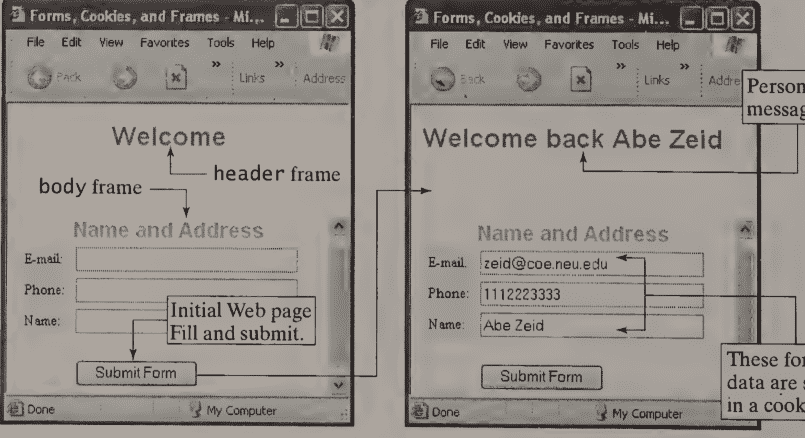 Forms, Cookies, and Frames - Mi...
File Edit View Favorites Tools Help
Back » Links » Address
Welcome
header frame
body frame
Name and Address
E-mail:
Phone:
Name:
Initial Web page
Fill and submit.
Submit Form
Done My Computer
Forms, Cookies, and Frames - Mi...
File Edit View Favorites Tools Help
Back » Links » Addre
Person
messag
Welcome back Abe Zeid
Name and Address
E-mail. zeid@coe.neu.edu
Phone: 1112223333
Name: Abe Zeid
These for
data are s
in a cook
Submit Form
Done My Computer